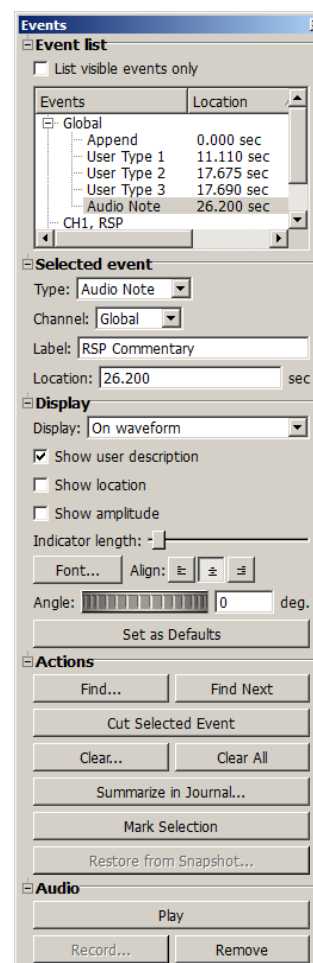 Events
Event list
List visible events only
Events Location
Global
Append 0.000 sec
User Type 1 11.110 sec
User Type 2 17.675 sec
User Type 3 17.690 sec
Audio Note 26.200 sec
CH1, RSP
Selected event
Type: Audio Note
Channel: Global
Label: RSP Commentary
Location: 26.200 sec
Display
Display: On waveform
Show user description
Show location
Show amplitude
Indicator length:
Font... Align:
Angle: 0 deg.
Set as Defaults
Actions
Find... Find Next
Cut Selected Event
Clear... Clear All
Summarize in Journal...
Mark Selection
Restore from Snapshot...
Audio
Play
Record... Remove